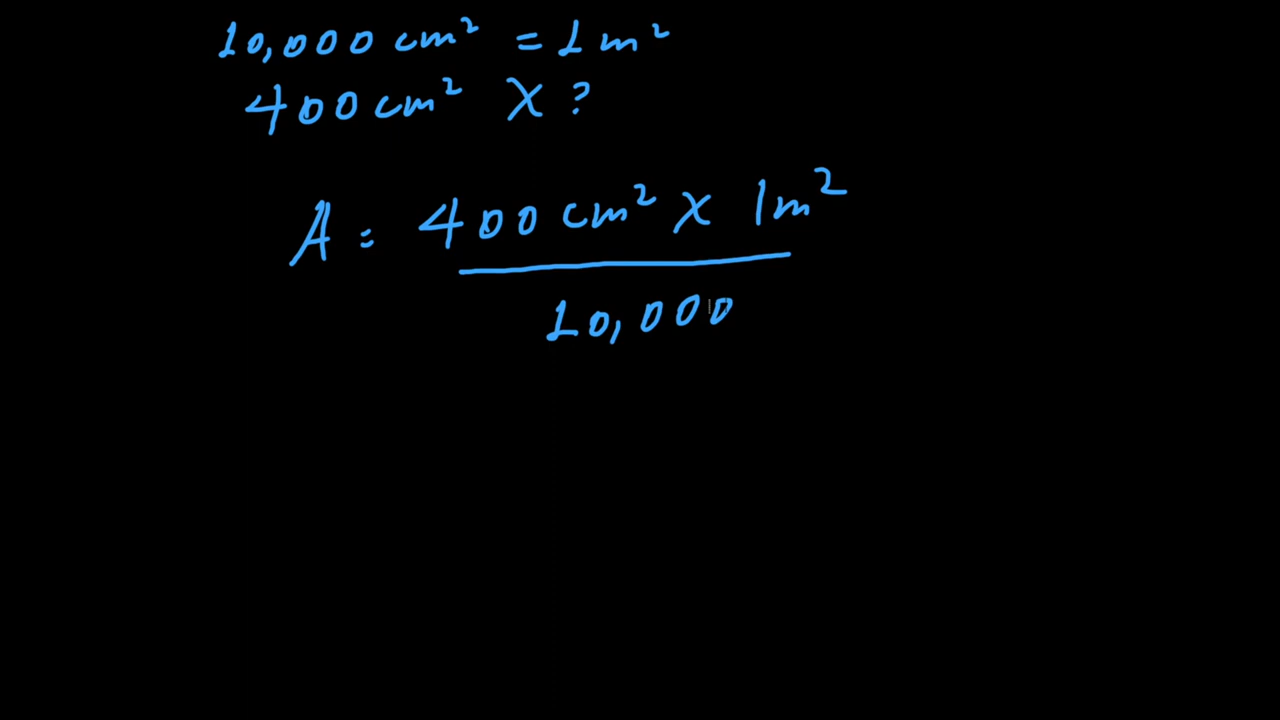 10,000 cm² = 1 m²
400 cm² X ?
A = 400 cm² x 1m²
10,000